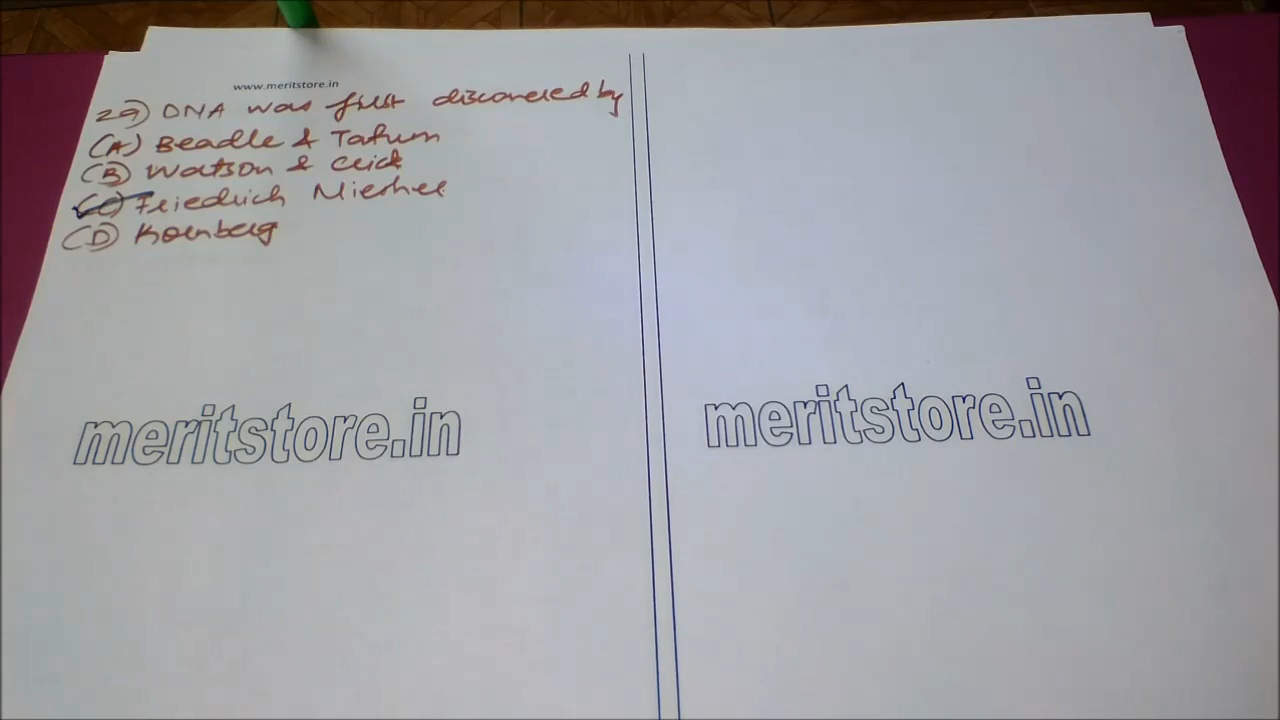 www.meritstore.in
29) DNA was first discovered by
(A) Beadle & Tatum
(B) Watson & Crick
(C) Friedrich Miesher
(D) Kornberg
meritstore.in
meritstore.in